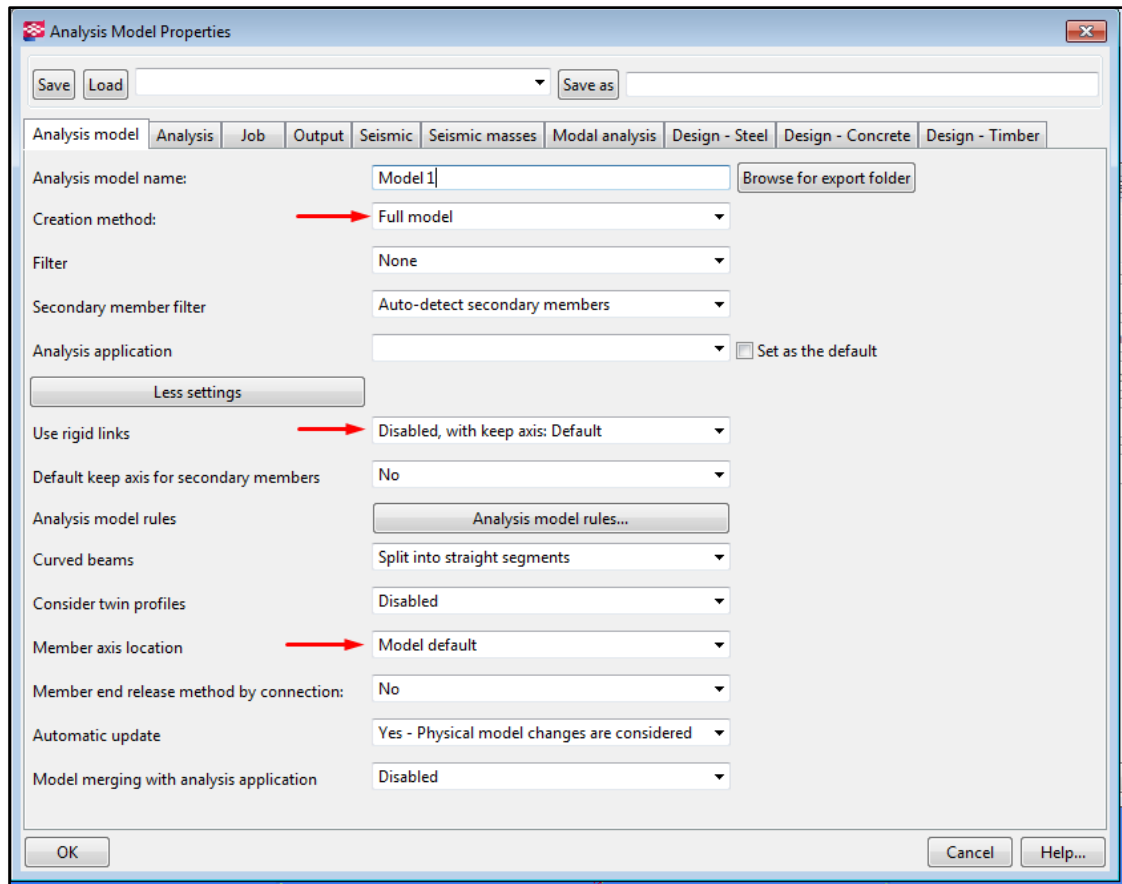 Analysis Model Properties
Save Load Save as
Analysis model Analysis Job Output Seismic Seismic masses Modal analysis Design - Steel Design - Concrete Design - Timber
Analysis model name: Model 1 Browse for export folder
Creation method: Full model
Filter None
Secondary member filter Auto-detect secondary members
Analysis application Set as the default
Less settings
Use rigid links Disabled, with keep axis: Default
Default keep axis for secondary members No
Analysis model rules Analysis model rules...
Curved beams Split into straight segments
Consider twin profiles Disabled
Member axis location Model default
Member end release method by connection: No
Automatic update Yes - Physical model changes are considered
Model merging with analysis application Disabled
OK Cancel Help...